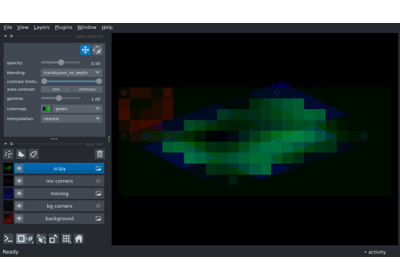 File View Layers Plugins Window Help
opacity: 0.50
blending: translucent_no_depth
contrast limits:
auto-contrast: once continuous
gamma: 1.00
colormap: green
interpolation: nearest
scipy
mv corners
moving
bg corners
background
Ready activity